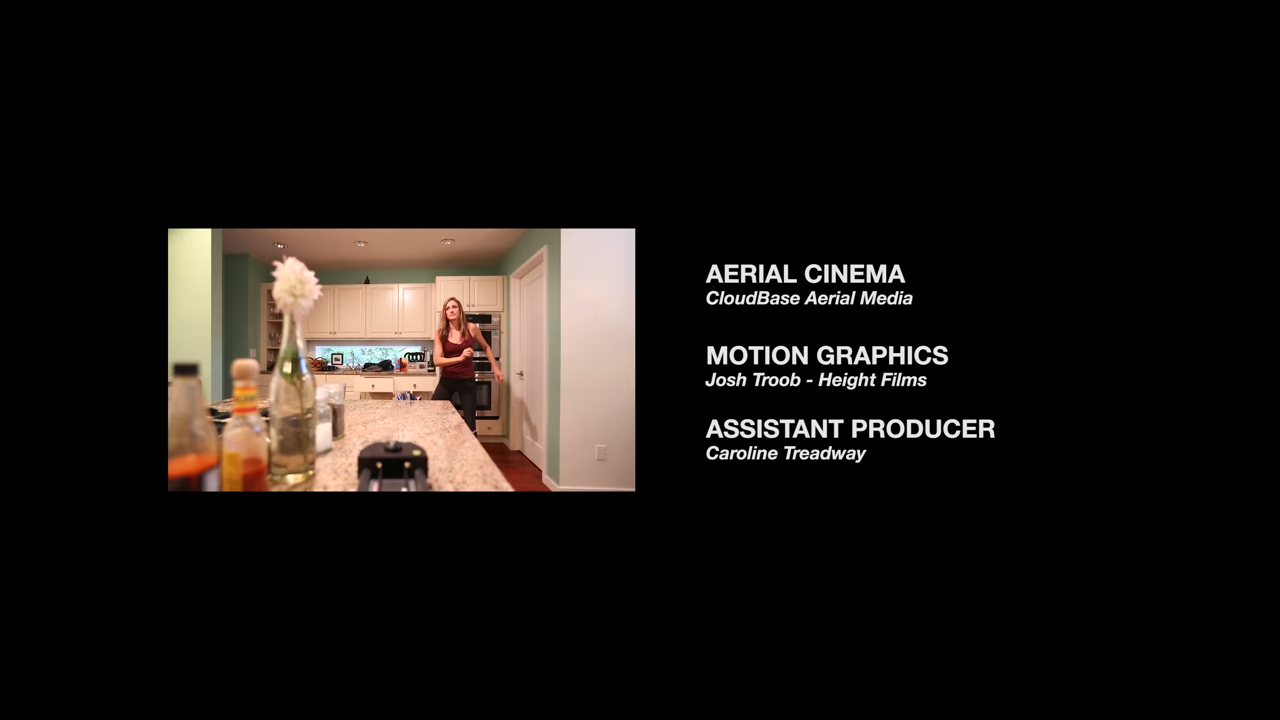 AERIAL CINEMA
CloudBase Aerial Media
MOTION GRAPHICS
Josh Troob - Height Films
ASSISTANT PRODUCER
Caroline Treadway